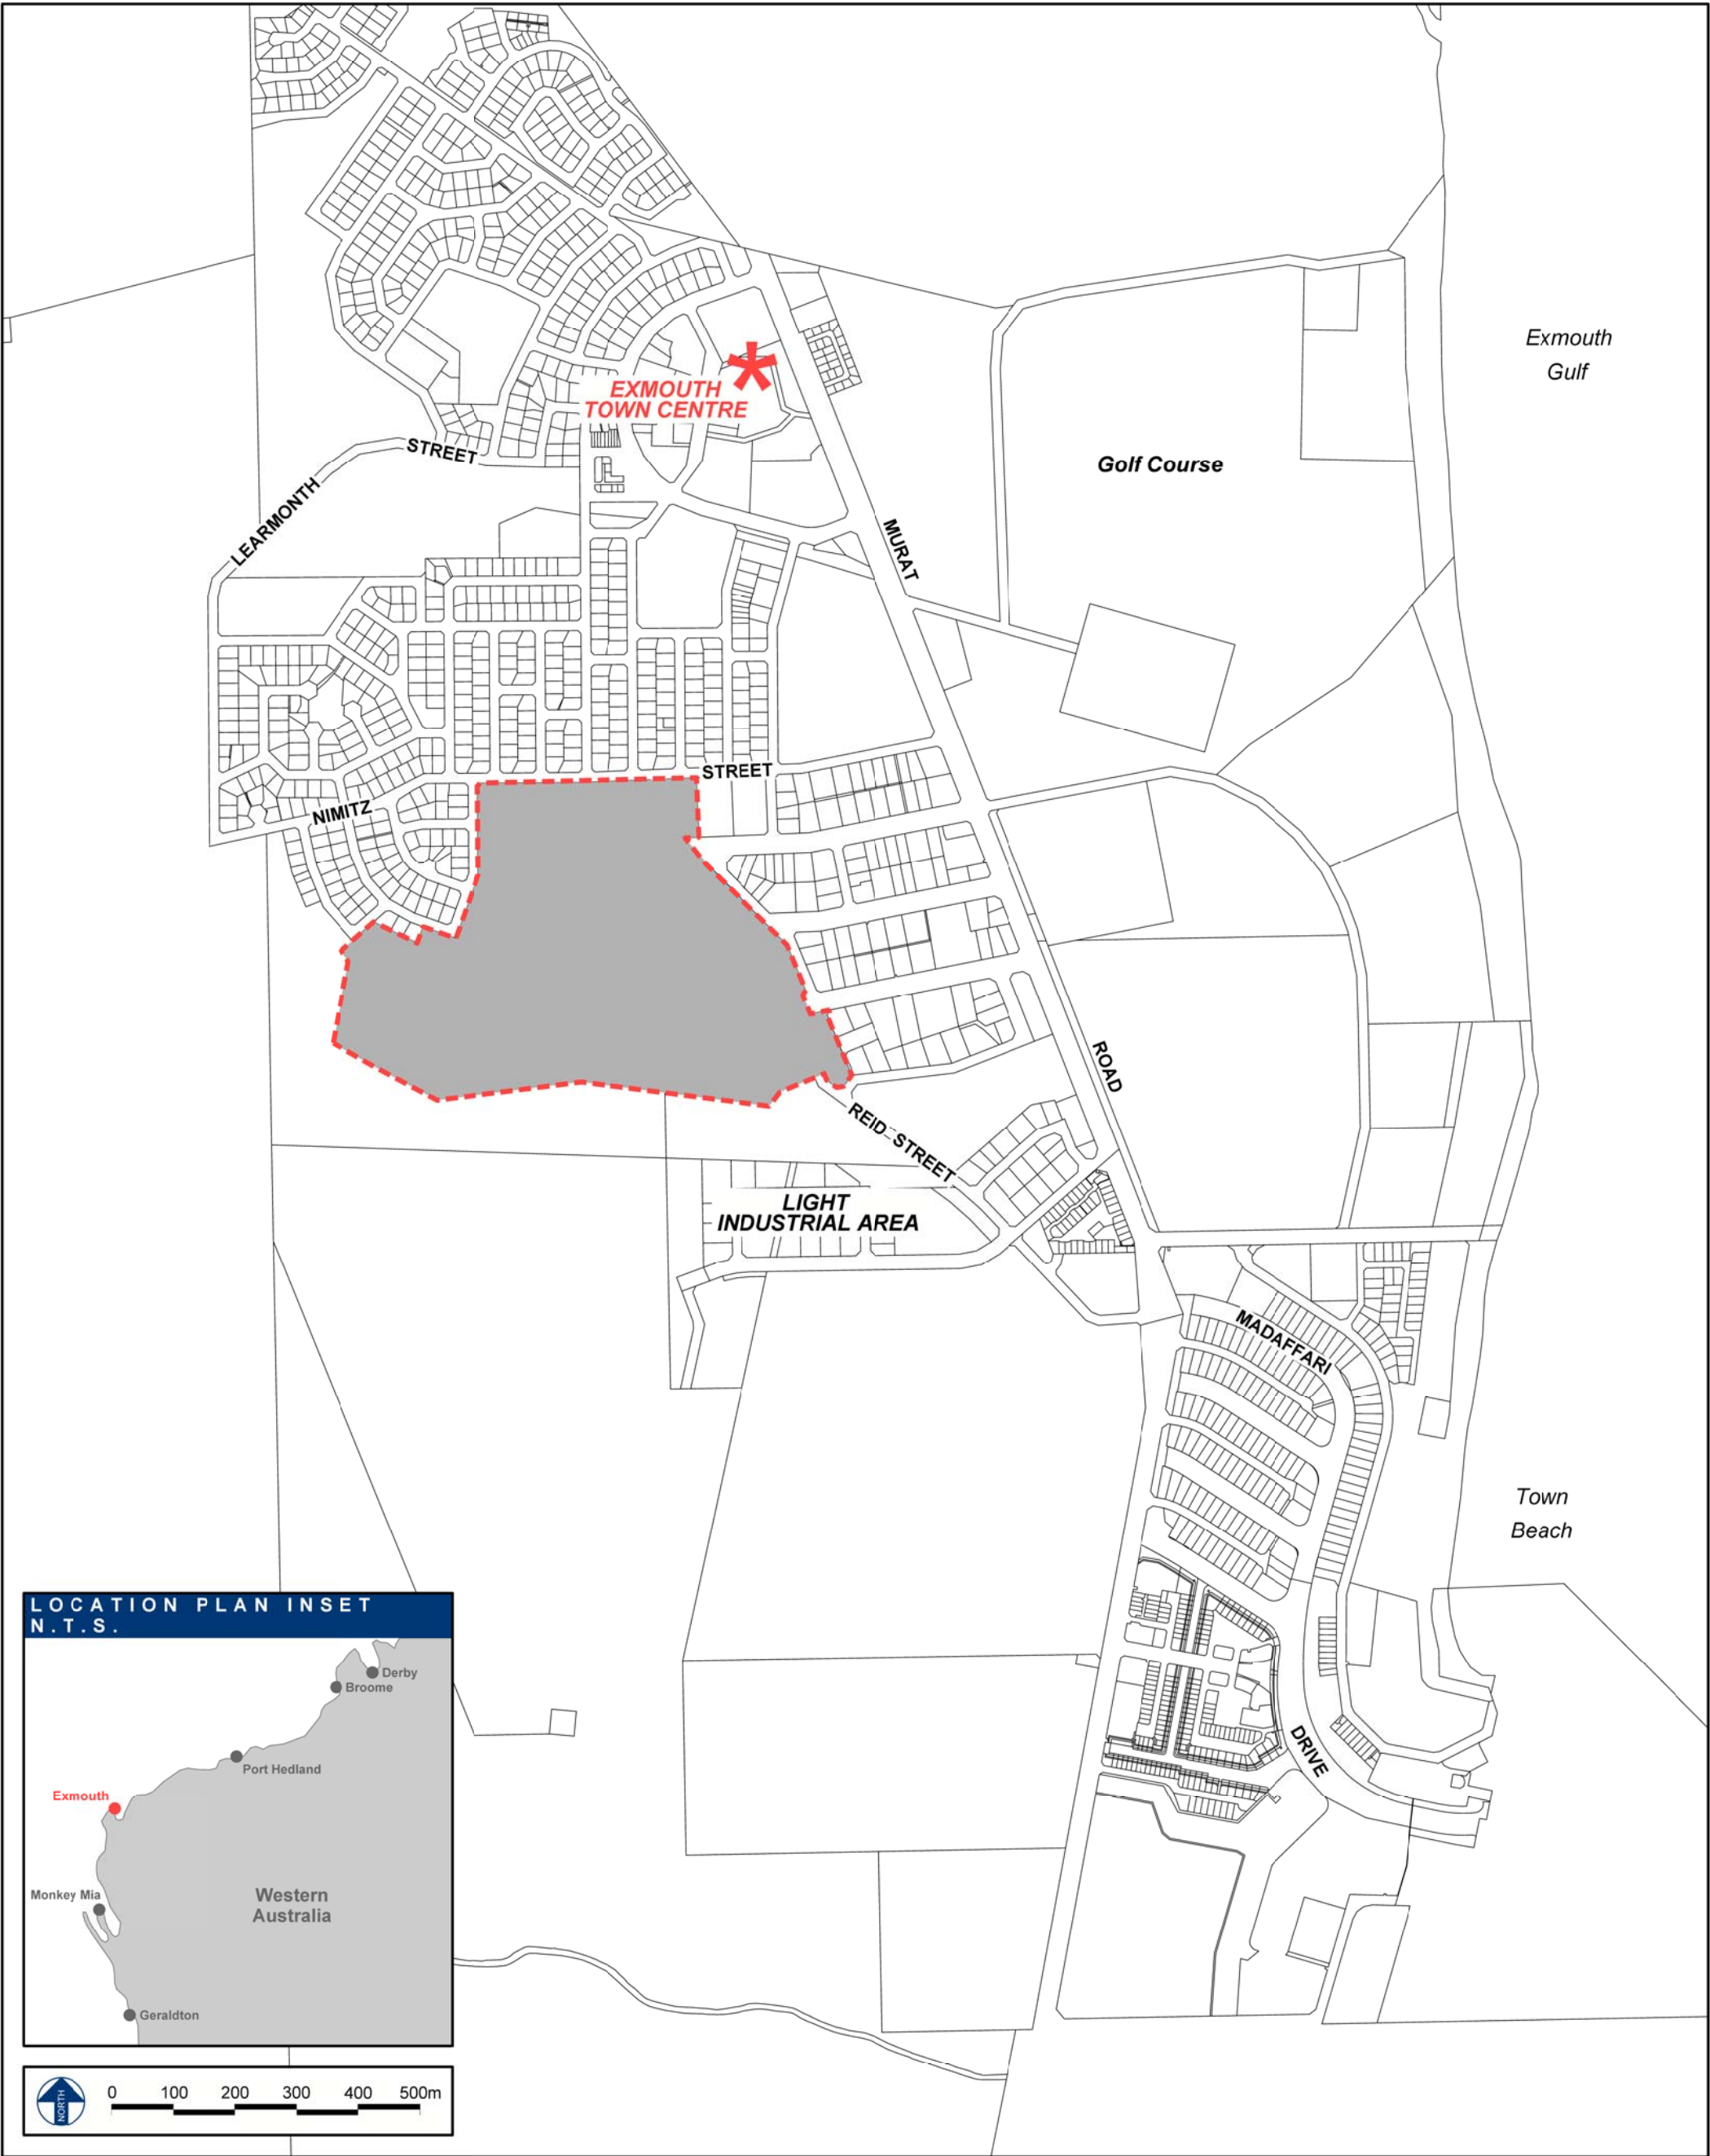 Exmouth
Gulf
EXMOUTH
TOWN CENTRE
STREET
Golf Course
LEARMONTH
MURAT
STREET
NIMITZ
ROAD
REID STREET
LIGHT
INDUSTRIAL AREA
MADAFFARI
Town
Beach
DRIVE
LOCATION PLAN INSET
N.T.S.
Derby
Broome
Port Hedland
Exmouth
Monkey Mia
Western
Australia
Geraldton
NORTH
0 100 200 300 400 500m